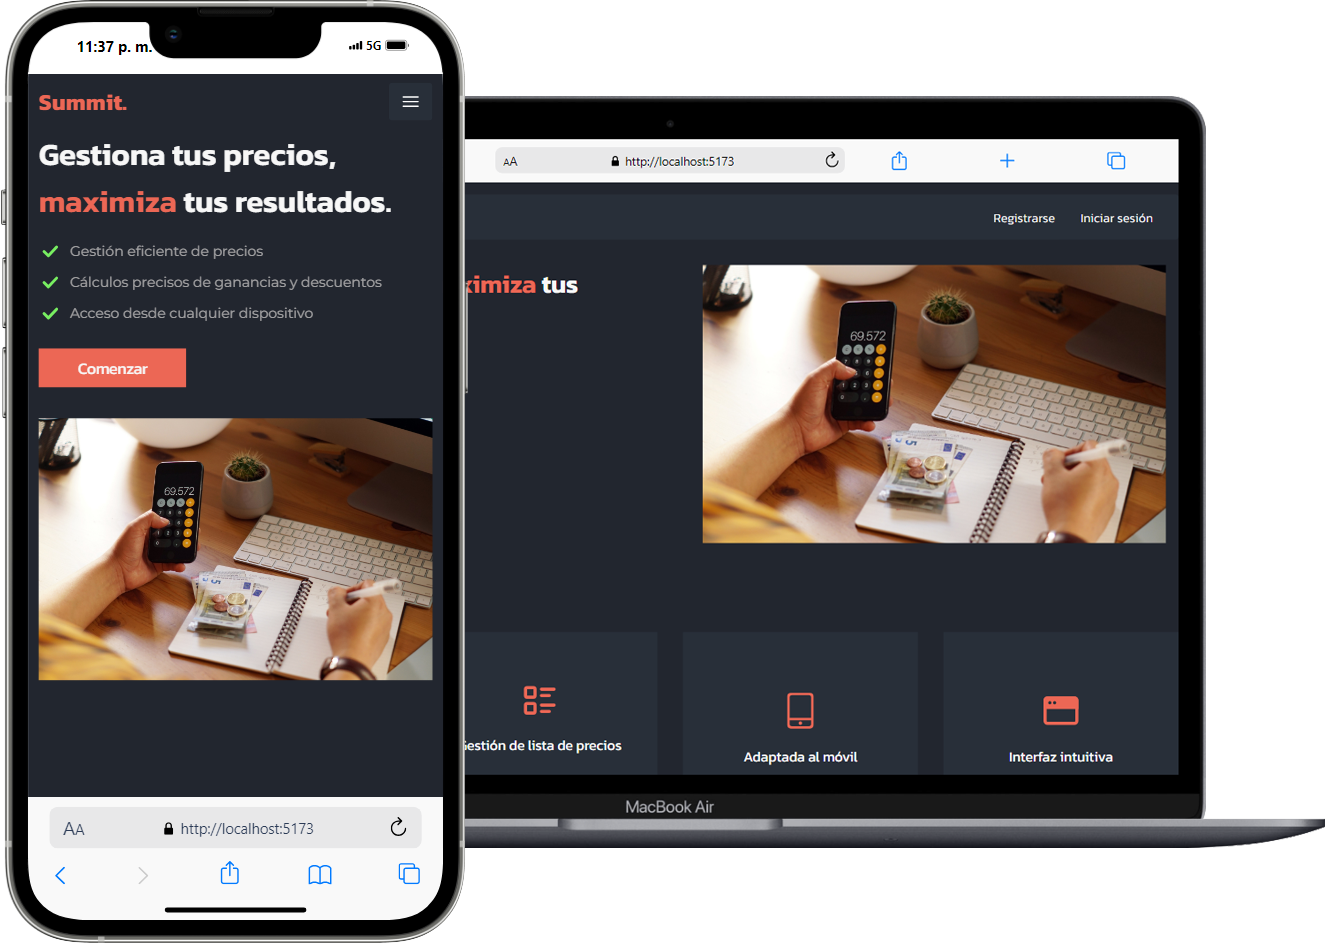 11:37 p. m.
5G
Summit.
Gestiona tus precios,
maximiza tus resultados.
Gestión eficiente de precios
Cálculos precisos de ganancias y descuentos
Acceso desde cualquier dispositivo
Comenzar
69.572
AA
http://localhost:5173
AA
http://localhost:5173
Registrarse
Iniciar sesión
ximiza tus
69.572
Gestión de lista de precios
Adaptada al móvil
Interfaz intuitiva
MacBook Air